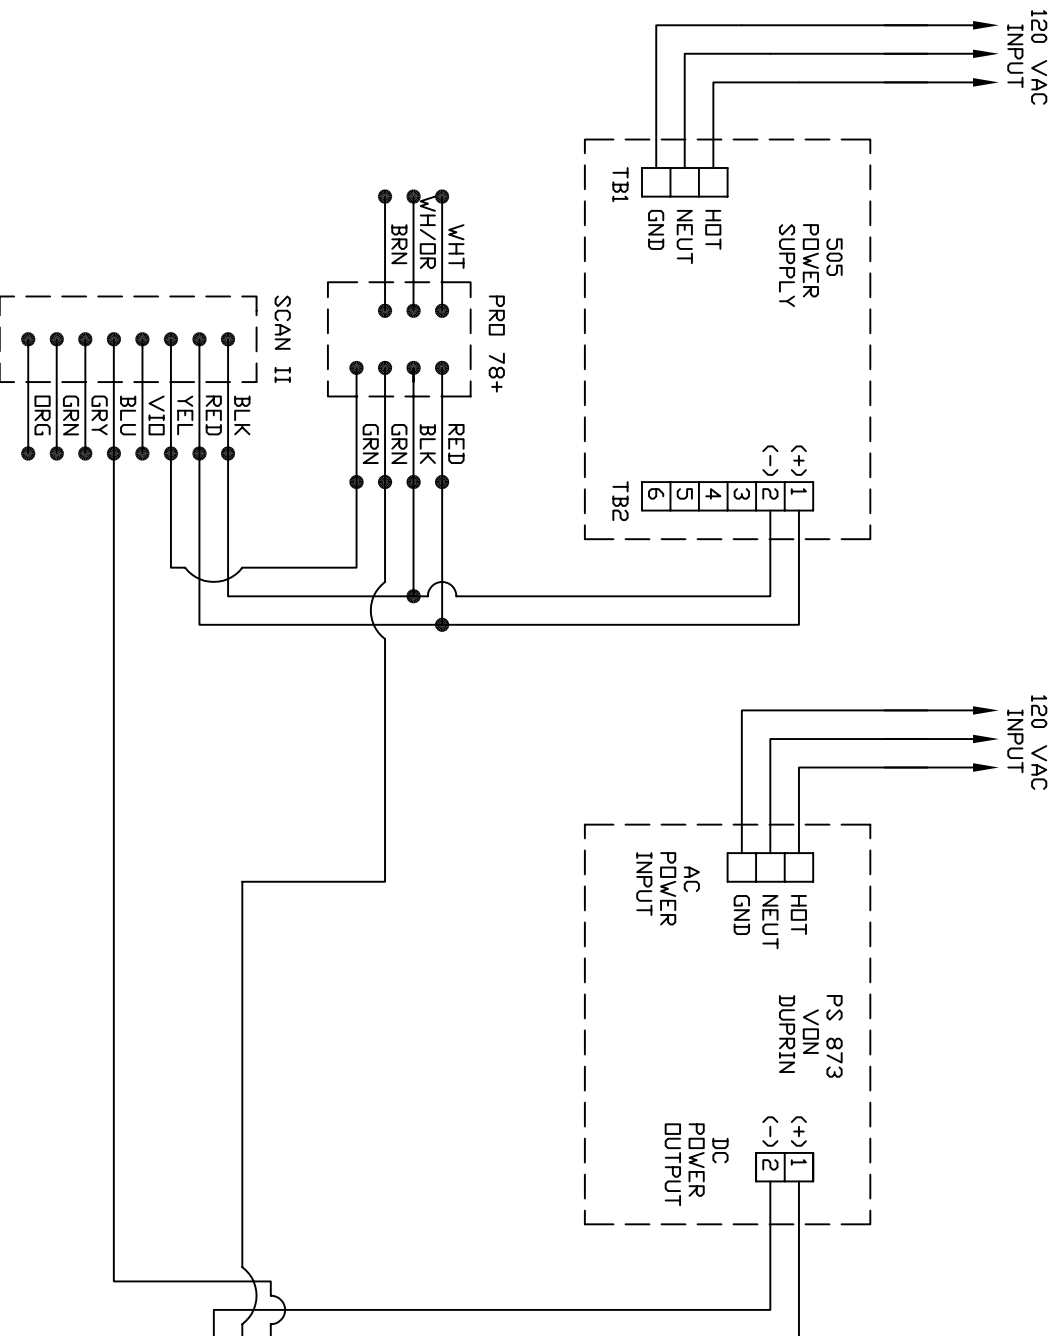 120 VAC
INPUT
120 VAC
INPUT
505
POWER
SUPPLY
HOT
NEUT
GND
TB1
(+)
(-)
1
2
3
4
5
6
TB2
PS 873
VON
DUPRIN
HOT
NEUT
GND
AC
POWER
INPUT
(+)
(-)
1
2
DC
POWER
OUTPUT
PRO 78+
WHT
WH/OR
BRN
RED
BLK
GRN
GRN
SCAN II
BLK
RED
YEL
VIO
BLU
GRY
GRN
ORG